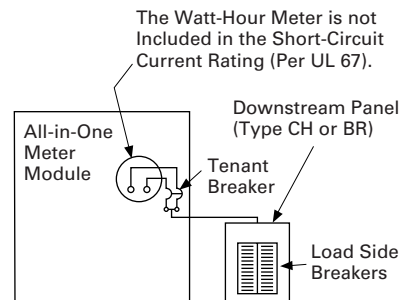 The Watt-Hour Meter is not
Included in the Short-Circuit
Current Rating (Per UL 67).
Downstream Panel
(Type CH or BR)
All-in-One
Meter
Module
Tenant
Breaker
Load Side
Breakers